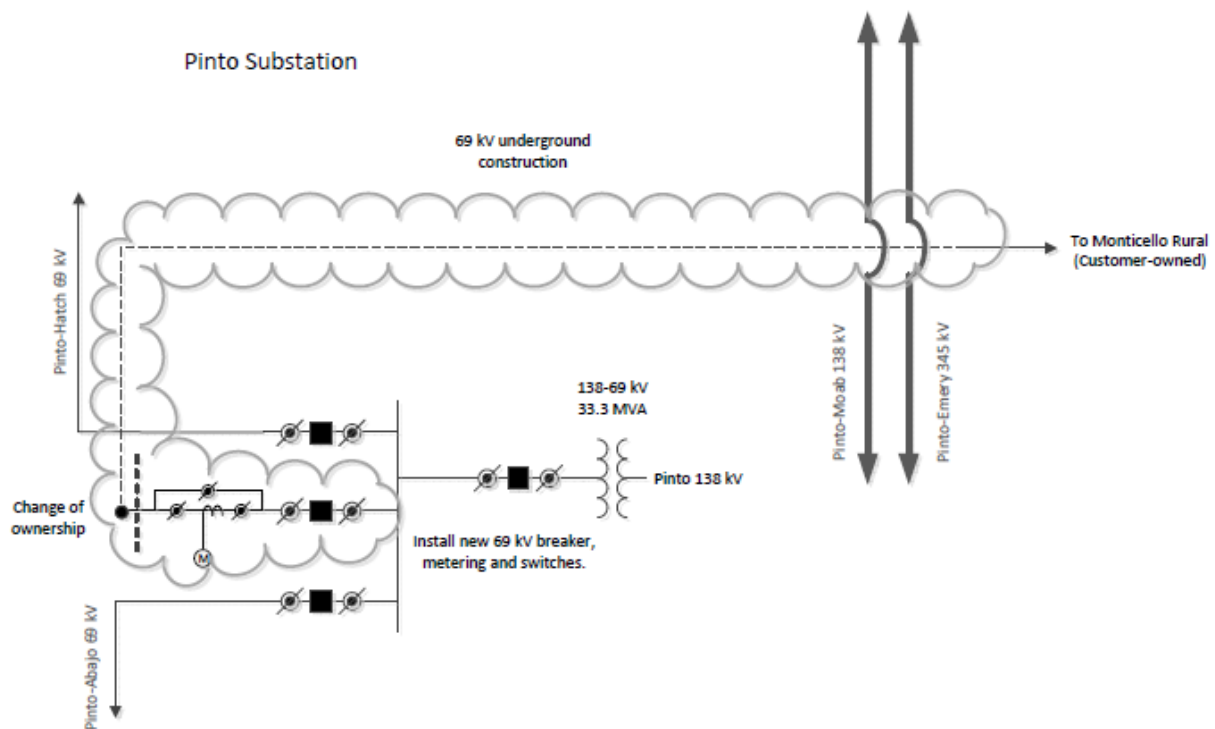 Pinto Substation
69 kV underground
construction
To Monticello Rural
(Customer-owned)
Pinto-Hatch 69 kV
Pinto-Moab 138 kV
Pinto-Emery 345 kV
138-69 kV
33.3 MVA
Pinto 138 kV
Change of
ownership
M
Install new 69 kV breaker,
metering and switches.
Pinto-Abajo 69 kV